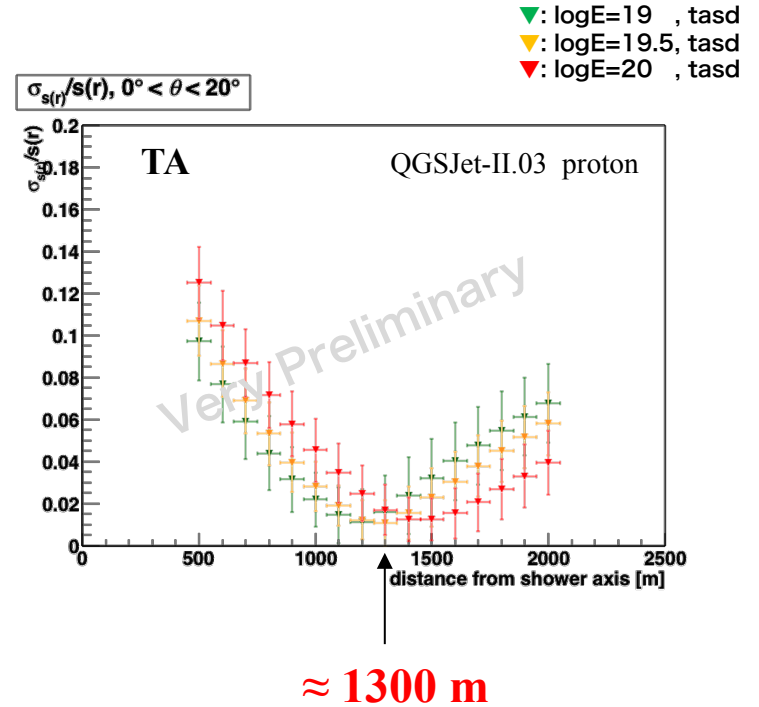 ▼: logE=19 , tasd
▼: logE=19.5, tasd
▼: logE=20 , tasd
σs(r)/s(r), 0° < θ < 20°
σs(r)/s(r)
TA
QGSJet-II.03 proton
Very Preliminary
0.2
0.18
0.16
0.14
0.12
0.1
0.08
0.06
0.04
0.02
0
0 500 1000 1500 2000 2500
distance from shower axis [m]
≈ 1300 m